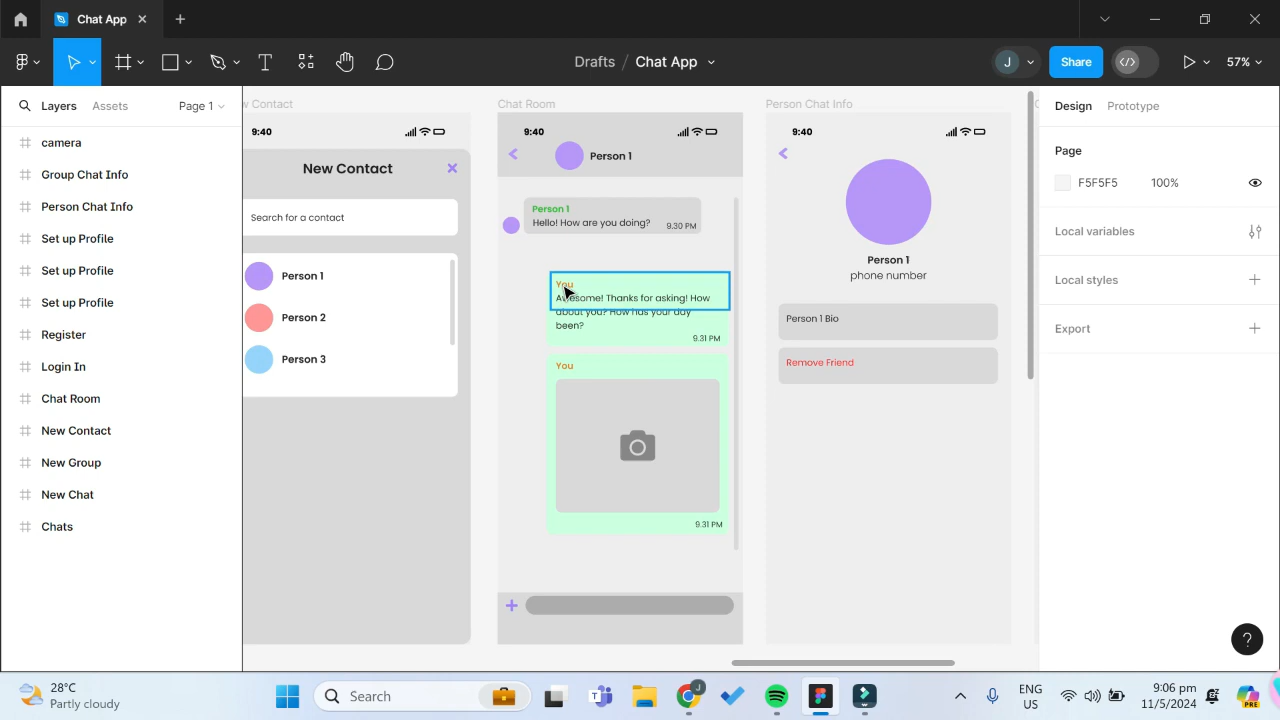 Chat App
Drafts / Chat App
J
Share
57%
Layers
Assets
Page 1
camera
Group Chat Info
Person Chat Info
Set up Profile
Set up Profile
Set up Profile
Register
Login In
Chat Room
New Contact
New Group
New Chat
Chats
w Contact
9:40
New Contact
Search for a contact
Person 1
Person 2
Person 3
Chat Room
9:40
Person 1
Person 1
Hello! How are you doing?
9.30 PM
You
Awesome! Thanks for asking! How
about you? How has your day
been?
9.31 PM
You
9.31 PM
Person Chat Info
9:40
Person 1
phone number
Person 1 Bio
Remove Friend
Design
Prototype
Page
F5F5F5
100%
Local variables
Local styles
Export
?
28°C
Partly cloudy
Search
J
ENG
US
9:06 pm
11/5/2024
PRE